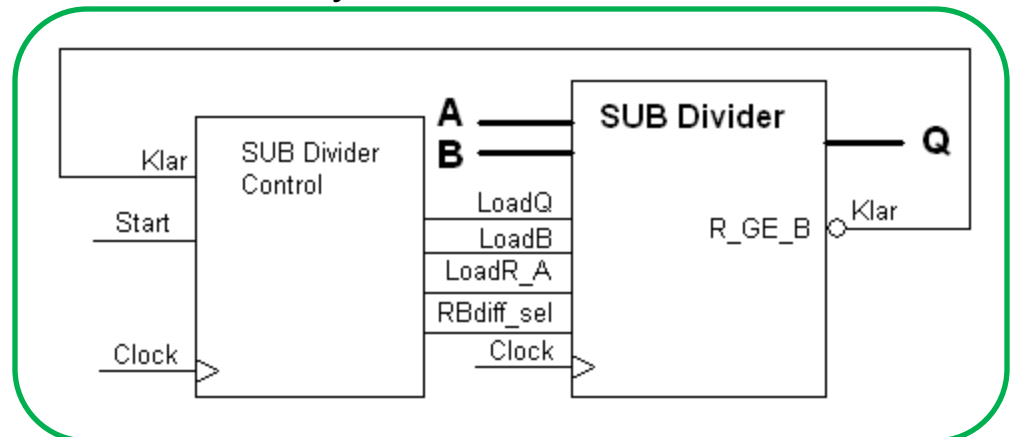 SUB Divider
Control
Klar
Start
Clock
A
B
LoadQ
LoadB
LoadR_A
RBdiff_sel
Clock
SUB Divider
Q
R_GE_B
Klar